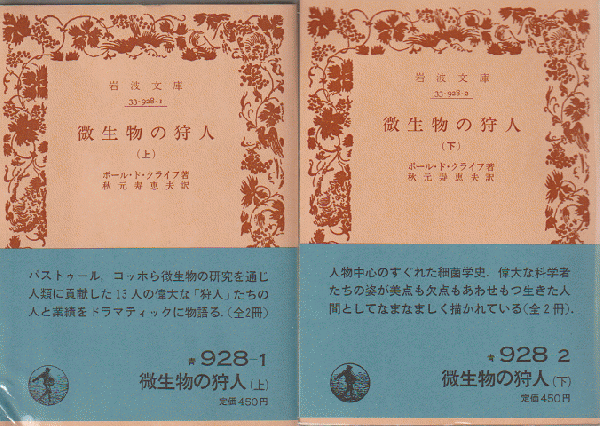 岩波文庫
33-928-1
微生物の狩人
(上)
ポール・ド・クライフ著
秋元寿恵夫訳
パストゥール、コッホら微生物の研究を通じ
人類に貢献した13人の偉大な「狩人」たちの
人と業績をドラマティックに物語る.(全2冊)
青 928-1
微生物の狩人(上)
定価450円
岩波文庫
33-928-2
微生物の狩人
(下)
ポール・ド・クライフ著
秋元寿恵夫訳
人物中心のすぐれた細菌学史.偉大な科学者
たちの姿が美点も欠点もあわせもつ生きた人
間としてなまなましく描かれている(全2冊).
青 928 2
微生物の狩人(下)
定価450円